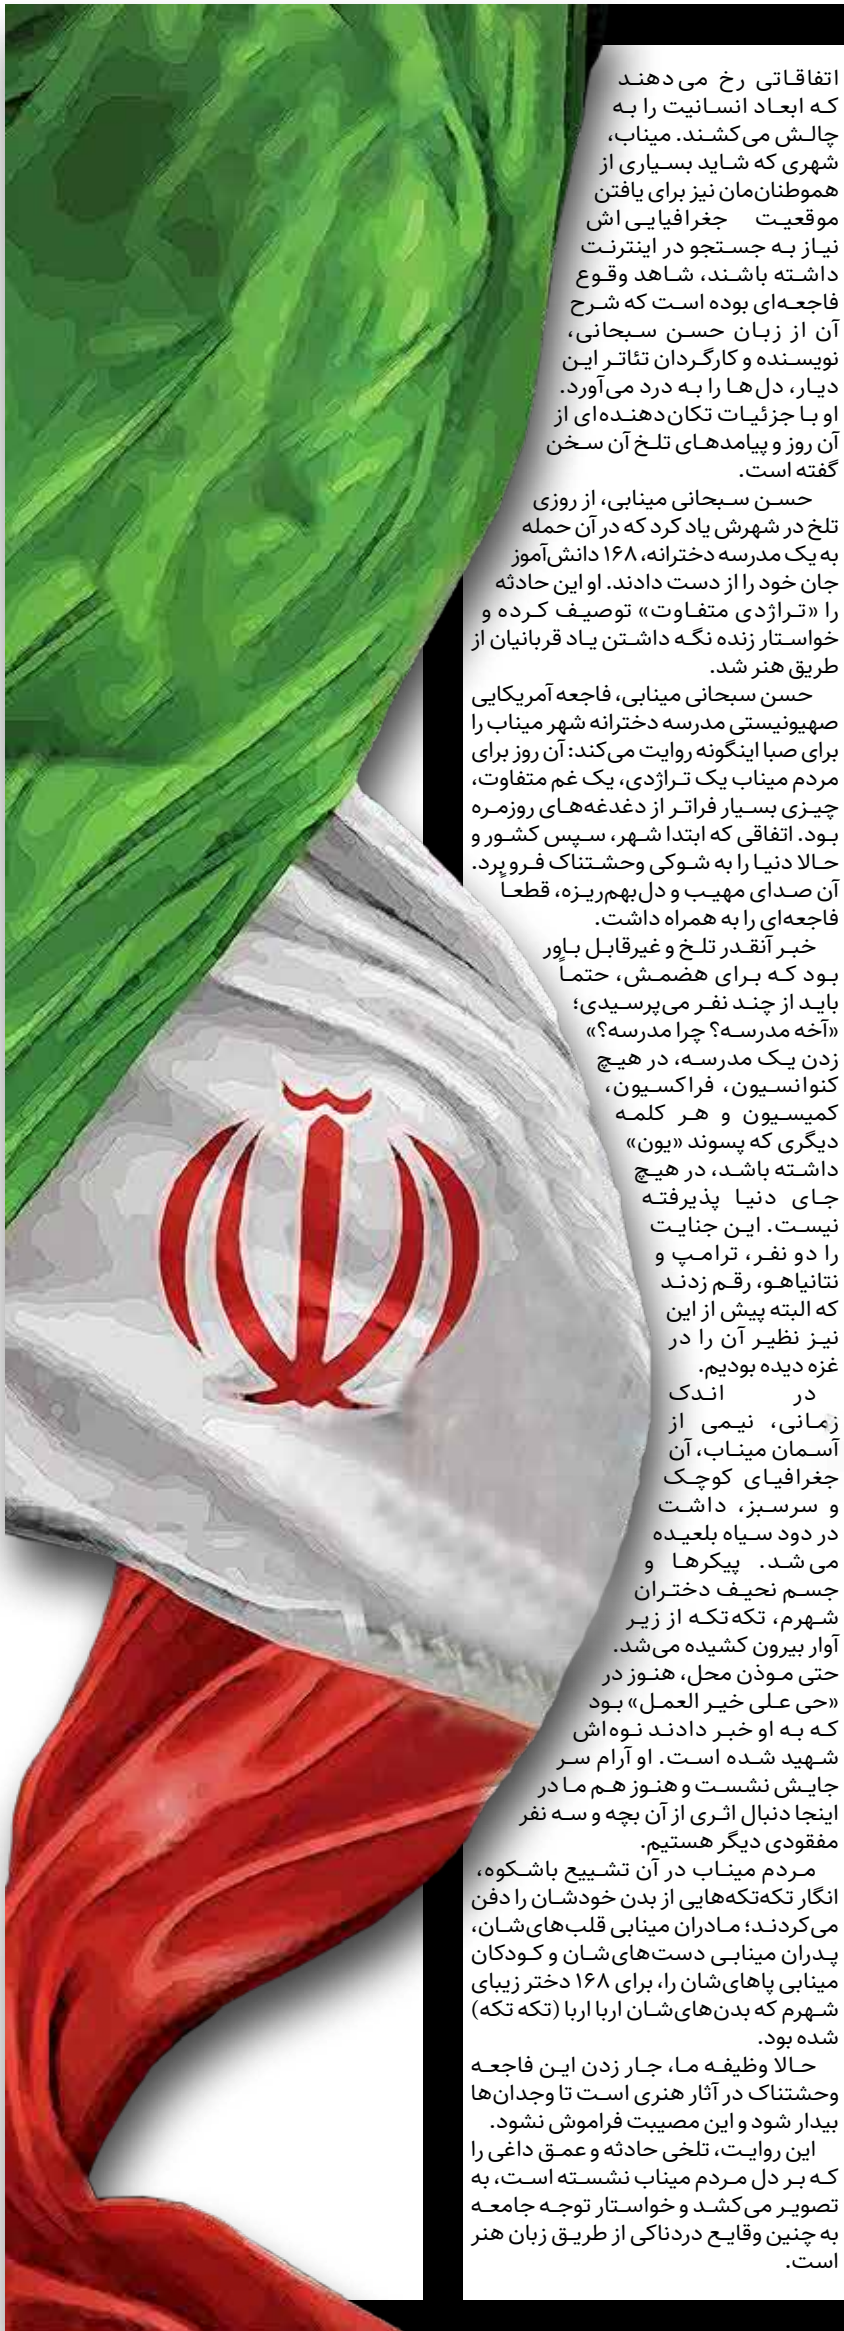 اتفاقاتی رخ می‌دهند
که ابعاد انسانیت را به
چالش می‌کشند. میناب،
شهری که شاید بسیاری از
هموطنان‌مان نیز برای یافتن
موقعیت جغرافیایی‌اش
نیاز به جستجو در اینترنت
داشته باشند، شاهد وقوع
فاجعه‌ای بوده است که شرح
آن از زبان حسن سبحانی،
نویسنده و کارگردان تئاتر این
دیار، دل‌ها را به درد می‌آورد.
او با جزئیات تکان‌دهنده‌ای از
آن روز و پیامدهای تلخ آن سخن
گفته است.
حسن سبحانی مینابی، از روزی
تلخ در شهرش یاد کرد که در آن حمله
به یک مدرسه دخترانه، ۱۶۸ دانش‌آموز
جان خود را از دست دادند. او این حادثه
را «تراژدی متفاوت» توصیف کرده و
خواستار زنده نگه داشتن یاد قربانیان از
طریق هنر شد.
حسن سبحانی مینابی، فاجعه آمریکایی
صهیونیستی مدرسه دخترانه شهر میناب را
برای صبا اینگونه روایت می‌کند: آن روز برای
مردم میناب یک تراژدی، یک غم متفاوت،
چیزی بسیار فراتر از دغدغه‌های روزمره
بود. اتفاقی که ابتدا شهر، سپس کشور و
حالا دنیا را به شوکی وحشتناک فرو برد.
آن صدای مهیب و دل‌بهم‌ریزه، قطعاً
فاجعه‌ای را به همراه داشت.
خبر آنقدر تلخ و غیرقابل باور
بود که برای هضمش، حتماً
باید از چند نفر می‌پرسیدی؛
«آخه مدرسه؟ چرا مدرسه؟»
زدن یک مدرسه، در هیچ
کنوانسیون، فراکسیون،
کمیسیون و هر کلمه
دیگری که پسوند «یون»
داشته باشد، در هیچ
جای دنیا پذیرفته
نیست. این جنایت
را دو نفر، ترامپ و
نتانیاهو، رقم زدند
که البته پیش از این
نیز نظیر آن را در
غزه دیده بودیم.
در اندک
زمانی، نیمی از
آسمان میناب، آن
جغرافیای کوچک
و سرسبز، داشت
در دود سیاه بلعیده
می‌شد. پیکرها و
جسم نحیف دختران
شهرم، تکه‌تکه از زیر
آوار بیرون کشیده می‌شد.
حتی موذن محل، هنوز در
«حی علی خیر العمل» بود
که به او خبر دادند نوه‌اش
شهید شده است. او آرام سر
جایش نشست و هنوز هم ما در
اینجا دنبال اثری از آن بچه و سه نفر
مفقودی دیگر هستیم.
مردم میناب در آن تشییع باشکوه،
انگار تکه‌تکه‌هایی از بدن خودشان را دفن
می‌کردند؛ مادران مینابی قلب‌های‌شان،
پدران مینابی دست‌های‌شان و کودکان
مینابی پاهای‌شان را، برای ۱۶۸ دختر زیبای
شهرم که بدن‌های‌شان اربا اربا (تکه تکه)
شده بود.
حالا وظیفه ما، جار زدن این فاجعه
وحشتناک در آثار هنری است تا وجدان‌ها
بیدار شود و این مصیبت فراموش نشود.
این روایت، تلخی حادثه و عمق داغی را
که بر دل مردم میناب نشسته است، به
تصویر می‌کشد و خواستار توجه جامعه
به چنین وقایع دردناکی از طریق زبان هنر
است.